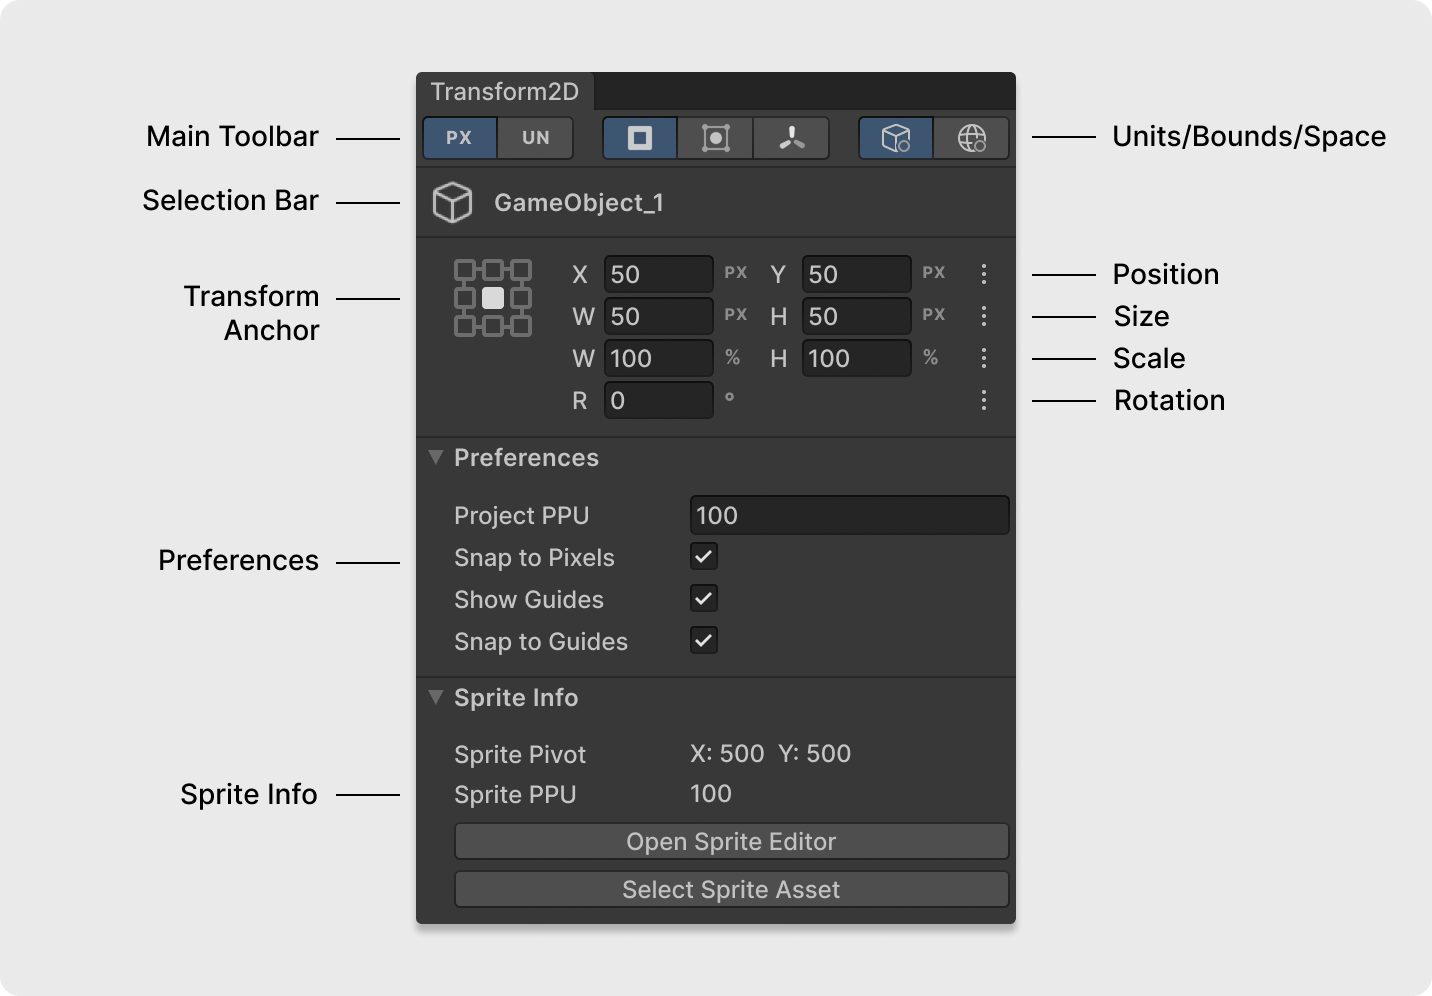 Transform2D
Main Toolbar
PX UN
Units/Bounds/Space
Selection Bar
GameObject_1
Transform
Anchor
X 50 PX Y 50 PX
Position
W 50 PX H 50 PX
Size
W 100 % H 100 %
Scale
R 0 °
Rotation
Preferences
Preferences
Project PPU 100
Snap to Pixels
Show Guides
Snap to Guides
Sprite Info
Sprite Info
Sprite Pivot X: 500 Y: 500
Sprite PPU 100
Open Sprite Editor
Select Sprite Asset